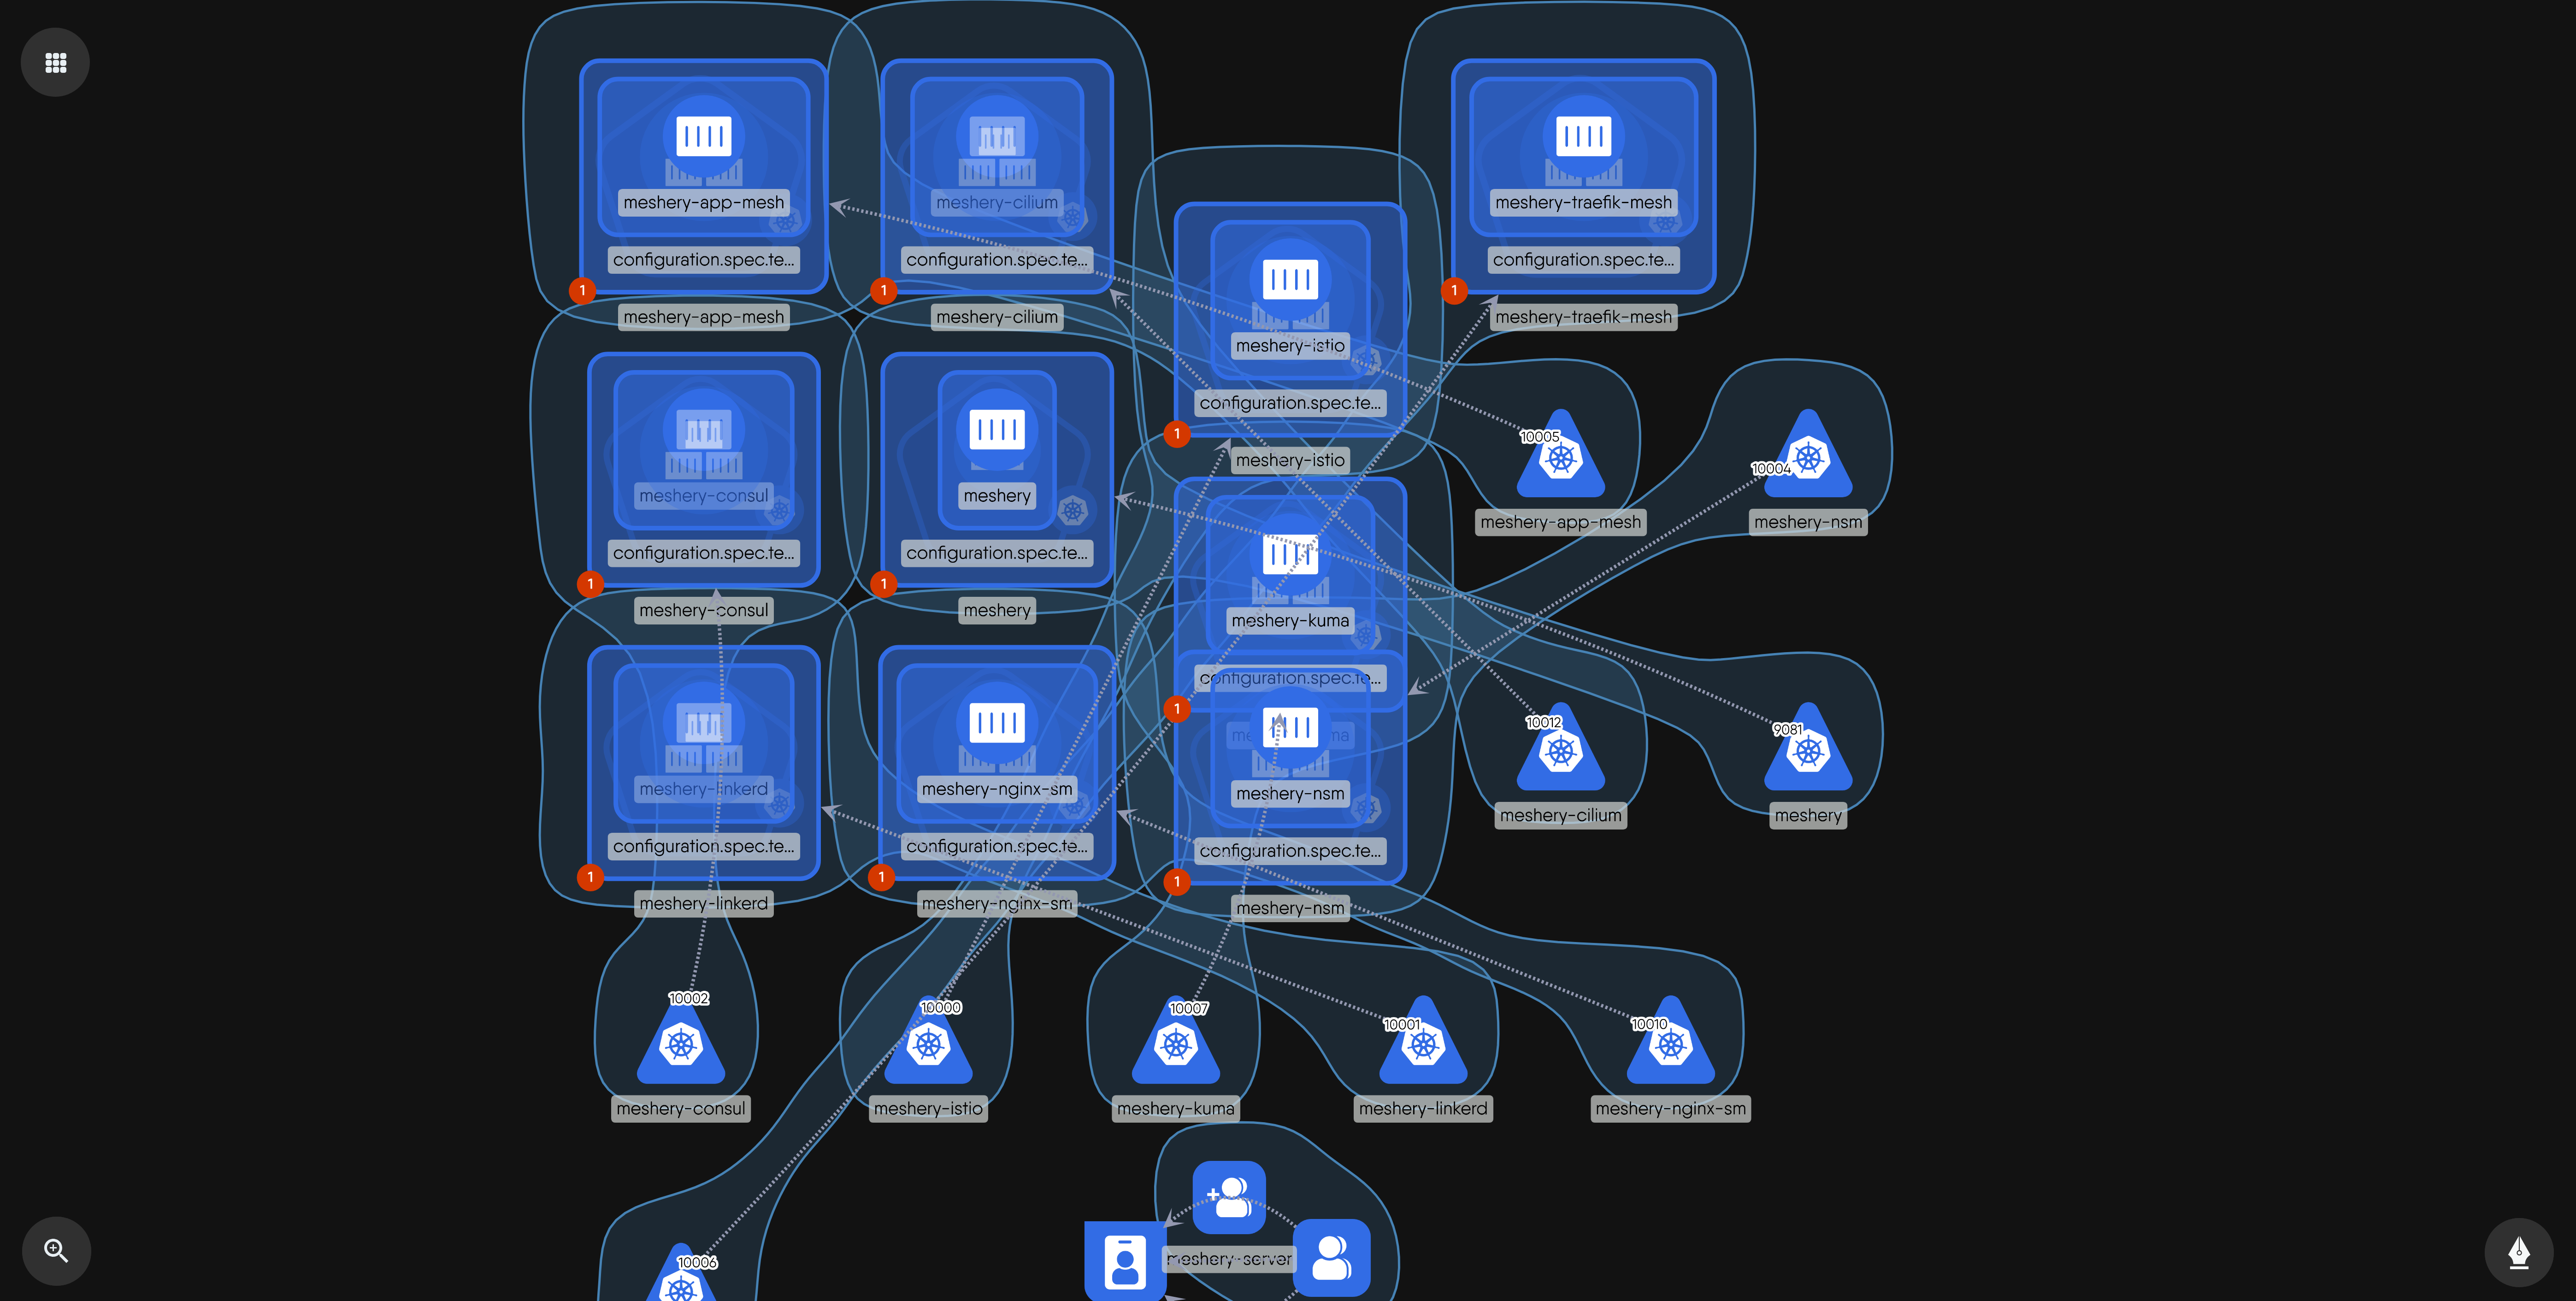 meshery-app-mesh
configuration.spec.te...
1
meshery-app-mesh
meshery-cilium
configuration.spec.te...
1
meshery-cilium
meshery-istio
configuration.spec.te...
1
meshery-istio
meshery-traefik-mesh
configuration.spec.te...
1
meshery-traefik-mesh
meshery-consul
configuration.spec.te...
1
meshery-consul
meshery
configuration.spec.te...
1
meshery
meshery-kuma
configuration.spec.te...
1
10005
meshery-app-mesh
10004
meshery-nsm
meshery-linkerd
configuration.spec.te...
1
meshery-linkerd
meshery-nginx-sm
configuration.spec.te...
1
meshery-nginx-sm
meshery-nsm
configuration.spec.te...
1
meshery-nsm
10012
meshery-cilium
9081
meshery
10002
meshery-consul
10000
meshery-istio
10007
meshery-kuma
10001
meshery-linkerd
10010
meshery-nginx-sm
10006
meshery-server